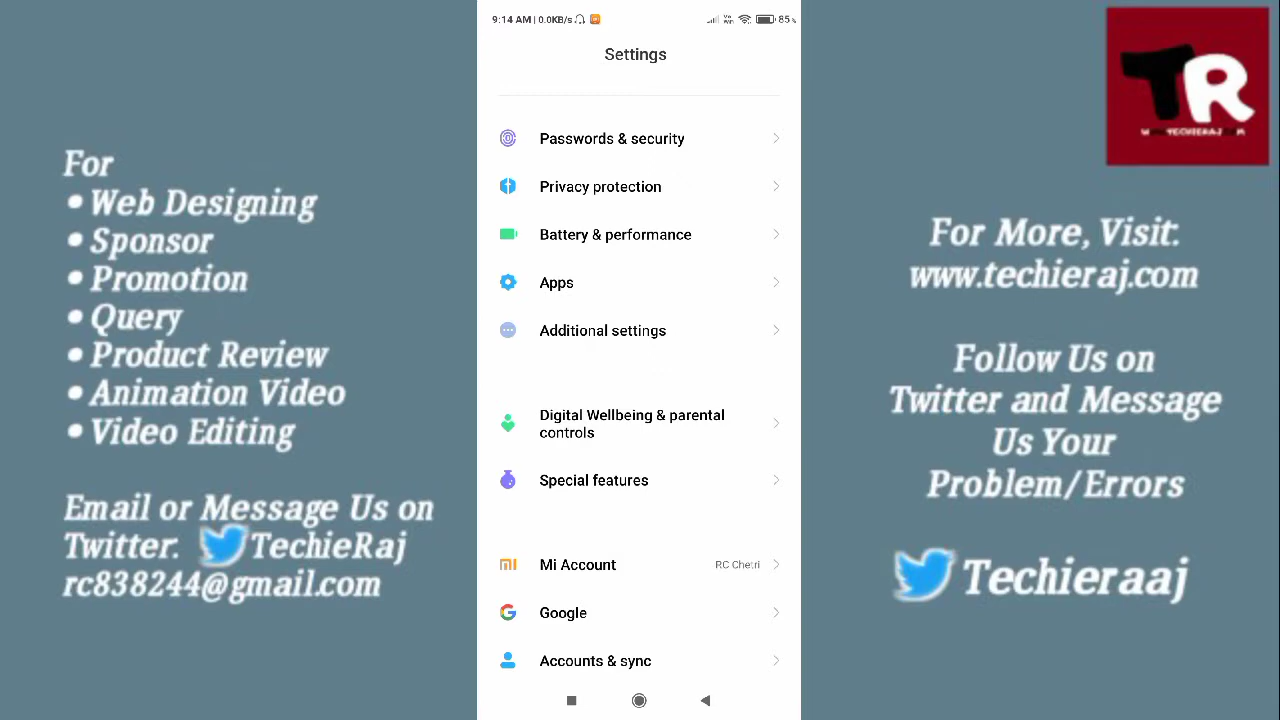 For
• Web Designing
• Sponsor
• Promotion
• Query
• Product Review
• Animation Video
• Video Editing
Email or Message Us on
Twitter. TechieRaj
rc838244@gmail.com
9:14 AM | 0.0KB/s
85%
Settings
Passwords & security
Privacy protection
Battery & performance
Apps
Additional settings
Digital Wellbeing & parental
controls
Special features
Mi Account RC Chetri
Google
Accounts & sync
TR
For More, Visit:
www.techieraj.com
Follow Us on
Twitter and Message
Us Your
Problem/Errors
Techieraaj